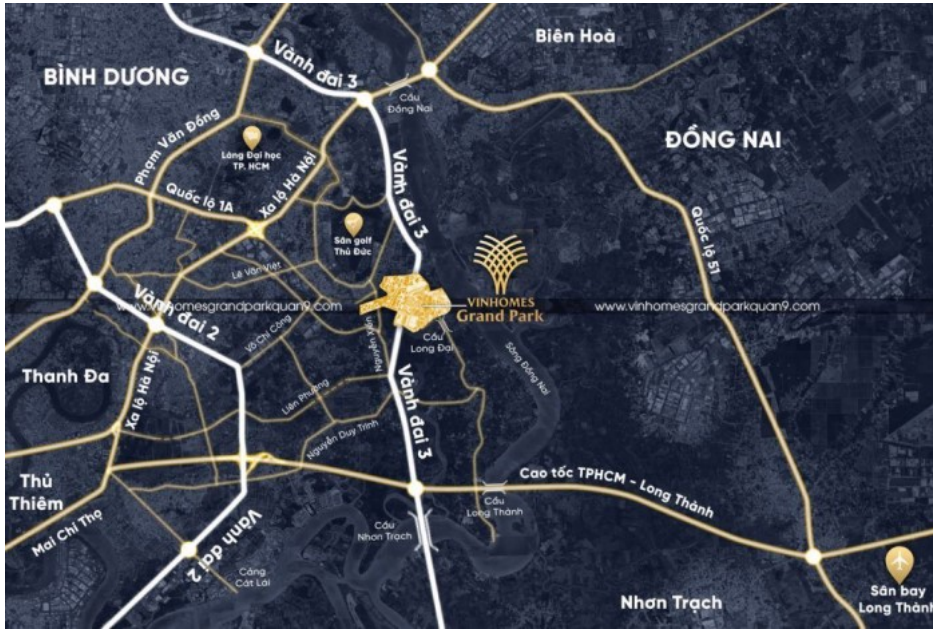 Biên Hoà
Vành đai 3
BÌNH DƯƠNG
Cầu
Đồng Nai
Phạm Văn Đồng
ĐỒNG NAI
Làng Đại học
TP. HCM
Xa lộ Hà Nội
Vành đai 3
Quốc lộ 1A
Quốc lộ 51
Sân golf
Thủ Đức
Lê Văn Việt
VINHOMES
Grand Park
www.vinhomesgrandparkquan9.com
www.vinhomesgrandparkquan9.com
Vành đai 2
Võ Chí Công
Nguyễn Xiển
Cầu
Long Đại
Sông Đồng Nai
Thanh Đa
Xa lộ Hà Nội
Liên Phường
Vành đai 3
Nguyễn Duy Trinh
Thủ
Thiêm
Cao tốc TPHCM - Long Thành
Cầu
Long Thành
Mai Chí Thọ
Vành đai 2
Cầu
Nhơn Trạch
Cảng
Cát Lái
Nhơn Trạch
Sân bay
Long Thành